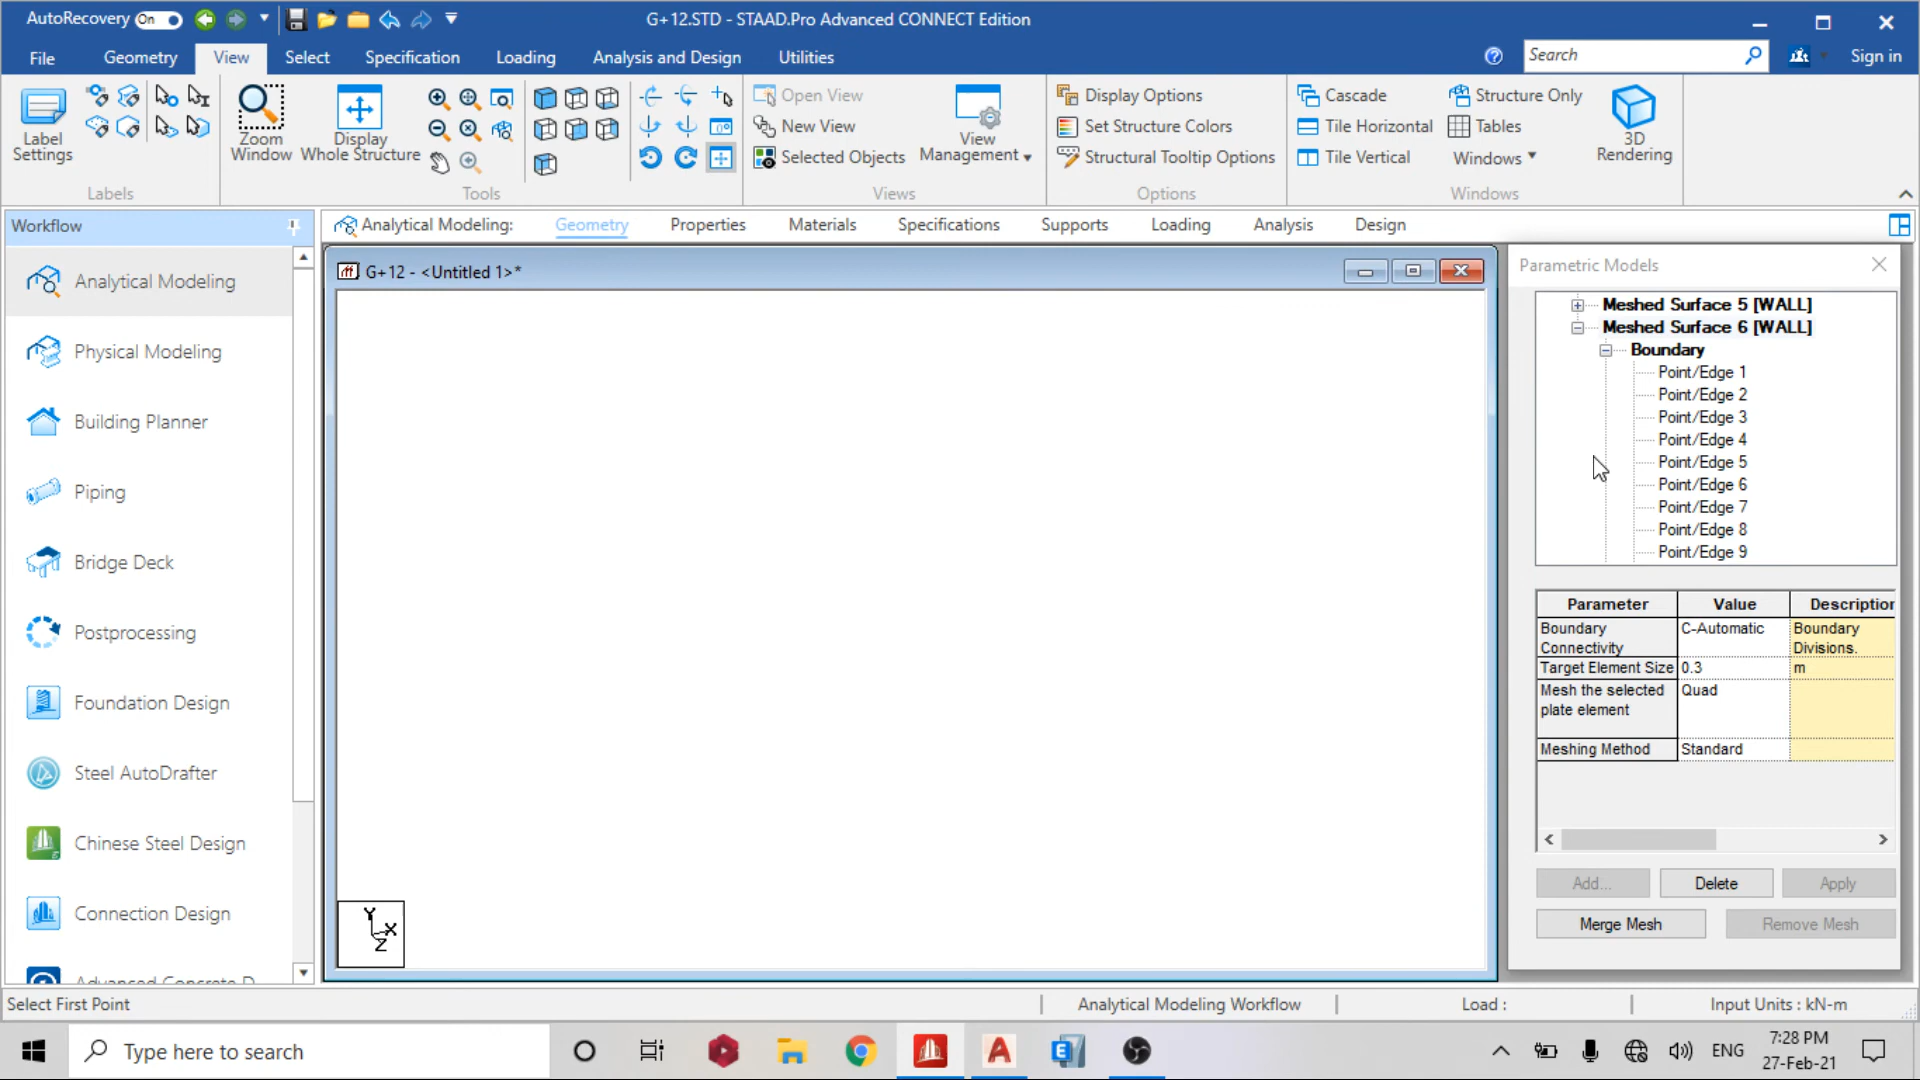 AutoRecovery On
G+12.STD - STAAD.Pro Advanced CONNECT Edition
File Geometry View Select Specification Loading Analysis and Design Utilities
Search
Sign in
Label Settings
Zoom Window
Display Whole Structure
Open View
New View
Selected Objects
View Management
Display Options
Set Structure Colors
Structural Tooltip Options
Cascade
Tile Horizontal
Tile Vertical
Structure Only
Tables
Windows
3D Rendering
Labels Tools Views Options Windows
Workflow
Analytical Modeling: Geometry Properties Materials Specifications Supports Loading Analysis Design
Analytical Modeling
Physical Modeling
Building Planner
Piping
Bridge Deck
Postprocessing
Foundation Design
Steel AutoDrafter
Chinese Steel Design
Connection Design
G+12 - <Untitled 1>*
Y
X
Z
Parametric Models
Meshed Surface 5 [WALL]
Meshed Surface 6 [WALL]
Boundary
Point/Edge 1
Point/Edge 2
Point/Edge 3
Point/Edge 4
Point/Edge 5
Point/Edge 6
Point/Edge 7
Point/Edge 8
Point/Edge 9
Parameter Value Description
Boundary Connectivity C-Automatic Boundary Divisions.
Target Element Size 0.3 m
Mesh the selected plate element Quad
Meshing Method Standard
Add... Delete Apply
Merge Mesh Remove Mesh
Select First Point
Analytical Modeling Workflow
Load :
Input Units : kN-m
Type here to search
ENG
7:28 PM
27-Feb-21